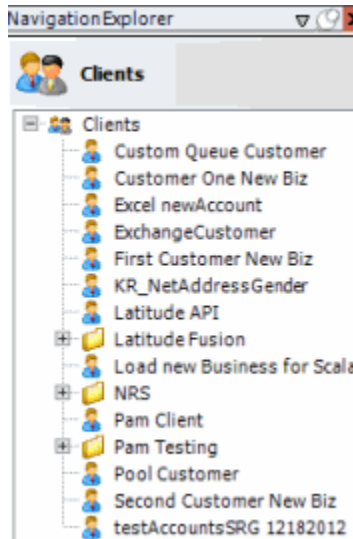 NavigationExplorer
Clients
Clients
Custom Queue Customer
Customer One New Biz
Excel newAccount
ExchangeCustomer
First Customer New Biz
KR_NetAddressGender
Latitude API
Latitude Fusion
Load new Business for Scala
NRS
Pam Client
Pam Testing
Pool Customer
Second Customer New Biz
testAccountsSRG 12182012